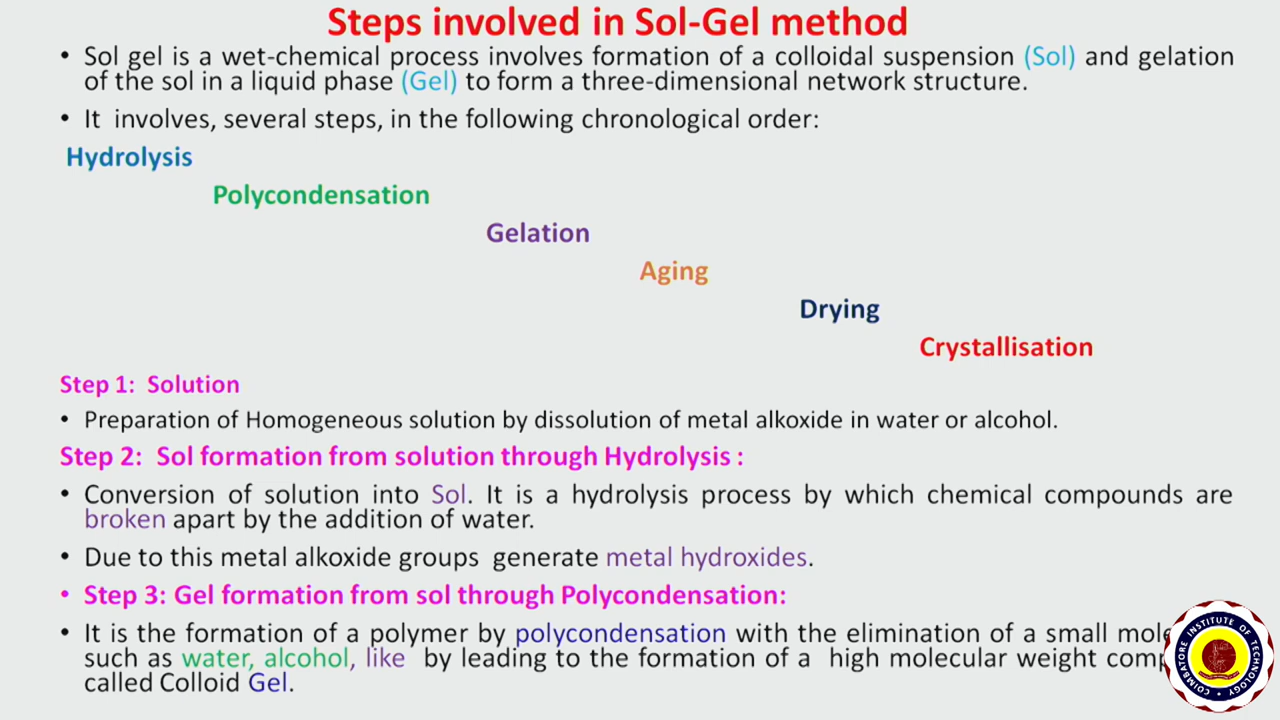 Steps involved in Sol-Gel method
• Sol gel is a wet-chemical process involves formation of a colloidal suspension (Sol) and gelation
of the sol in a liquid phase (Gel) to form a three-dimensional network structure.
• It involves, several steps, in the following chronological order:
Hydrolysis
Polycondensation
Gelation
Aging
Drying
Crystallisation
Step 1: Solution
• Preparation of Homogeneous solution by dissolution of metal alkoxide in water or alcohol.
Step 2: Sol formation from solution through Hydrolysis :
• Conversion of solution into Sol. It is a hydrolysis process by which chemical compounds are
broken apart by the addition of water.
• Due to this metal alkoxide groups generate metal hydroxides.
• Step 3: Gel formation from sol through Polycondensation:
• It is the formation of a polymer by polycondensation with the elimination of a small
such as water, alcohol, like by leading to the formation of a high molecular weight
called Colloid Gel.
COIMBATORE INSTITUTE OF TECHNOLOGY